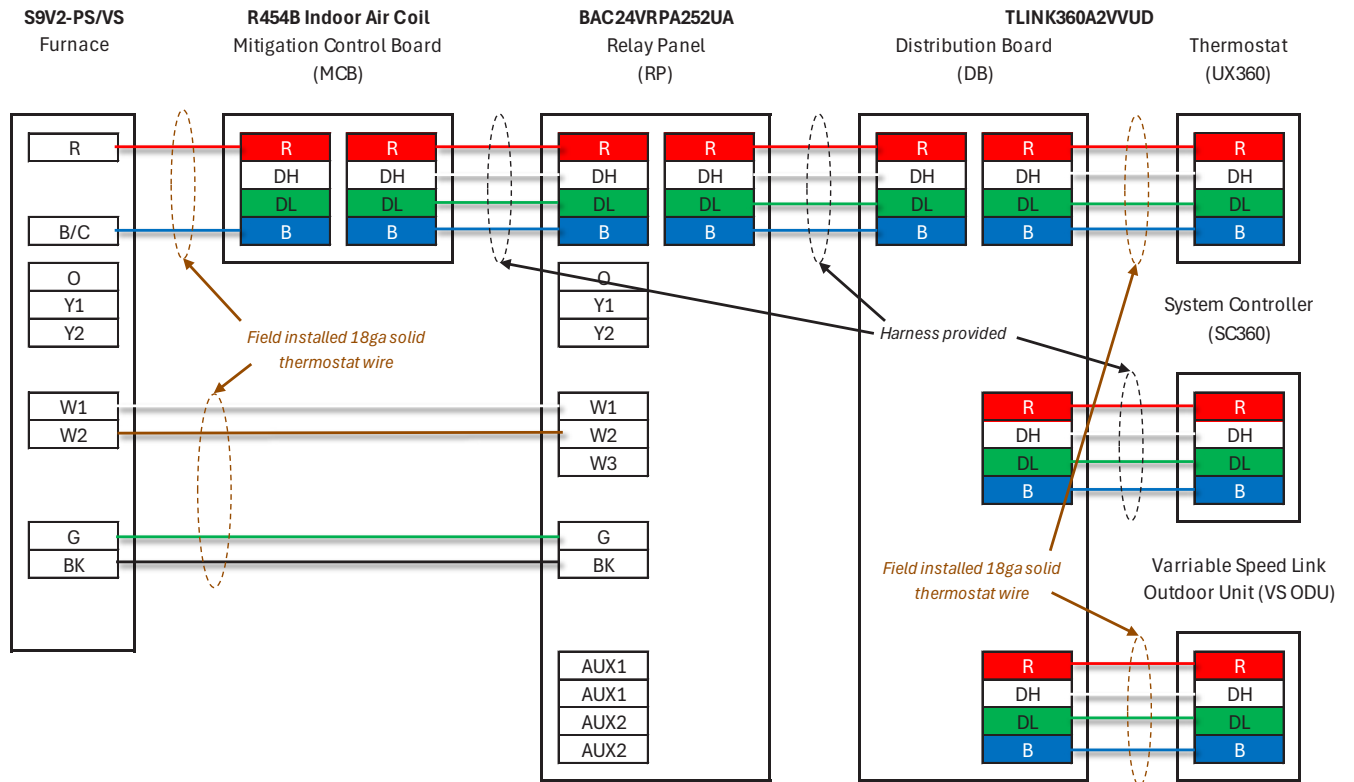 S9V2-PS/VS
Furnace
R454B Indoor Air Coil
Mitigation Control Board
(MCB)
BAC24VRPA252UA
Relay Panel
(RP)
TLINK360A2VVUD
Distribution Board
(DB)
Thermostat
(UX360)
R
B/C
O
Y1
Y2
W1
W2
G
BK
R
DH
DL
B
R
DH
DL
B
Field installed 18ga solid
thermostat wire
R
DH
DL
B
R
DH
DL
B
O
Y1
Y2
W1
W2
W3
G
BK
AUX1
AUX1
AUX2
AUX2
Harness provided
R
DH
DL
B
R
DH
DL
B
R
DH
DL
B
System Controller
(SC360)
R
DH
DL
B
R
DH
DL
B
Field installed 18ga solid
thermostat wire
Varriable Speed Link
Outdoor Unit (VS ODU)
R
DH
DL
B
R
DH
DL
B